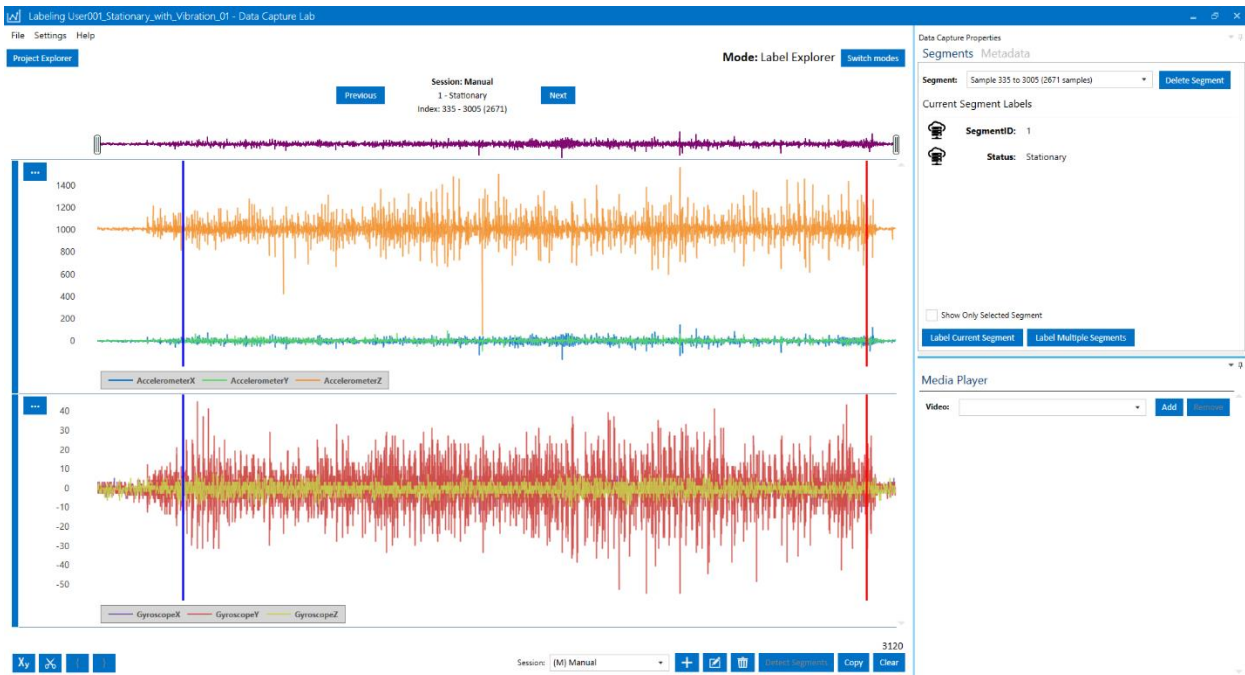 Labeling User001_Stationary_with_Vibration_01 - Data Capture Lab
File Settings Help
Project Explorer
Mode: Label Explorer Switch modes
Session: Manual
Previous 1 - Stationary Next
Index: 335 - 3005 (2671)
...
1400
1200
1000
800
600
400
200
0
AccelerometerX AccelerometerY AccelerometerZ
...
40
30
20
10
0
-10
-20
-30
-40
-50
GyroscopeX GyroscopeY GyroscopeZ
3120
Xy { } Session: (M) Manual Detect Segments Copy Clear
Data Capture Properties
Segments Metadata
Segment: Sample 335 to 3005 (2671 samples) Delete Segment
Current Segment Labels
SegmentID: 1
Status: Stationary
Show Only Selected Segment
Label Current Segment Label Multiple Segments
Media Player
Video: Add Remove